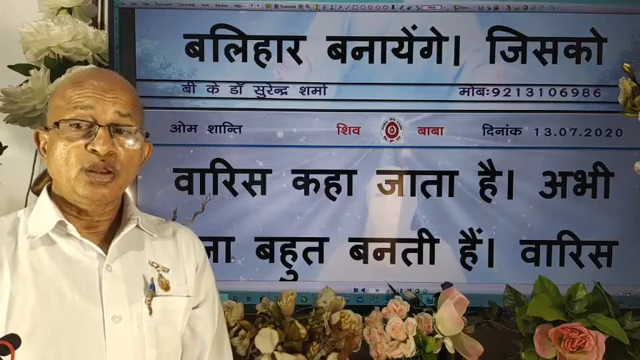 बलिहार बनायेंगे। जिसको
बी के डॉ सुरेन्द्र शर्मा मोबः9213106986
ओम शान्ति शिव बाबा दिनांक 13.07.2020
वारिस कहा जाता है। अभी
बहुत बनती हैं। वारिस